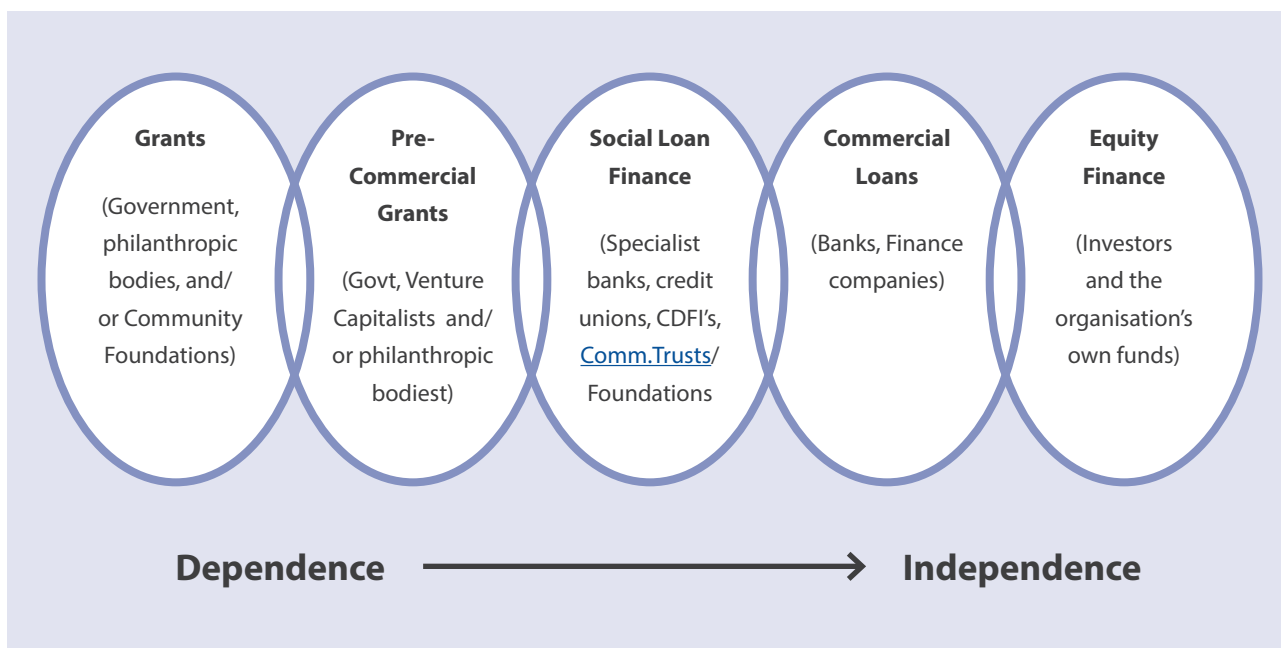 Grants
(Government,
philanthropic
bodies, and/
or Community
Foundations)
Pre-
Commercial
Grants
(Govt, Venture
Capitalists and/
or philanthropic
bodiest)
Social Loan
Finance
(Specialist
banks, credit
unions, CDFI's,
Comm.Trusts/
Foundations
Commercial
Loans
(Banks, Finance
companies)
Equity
Finance
(Investors
and the
organisation's
own funds)
Dependence
Independence